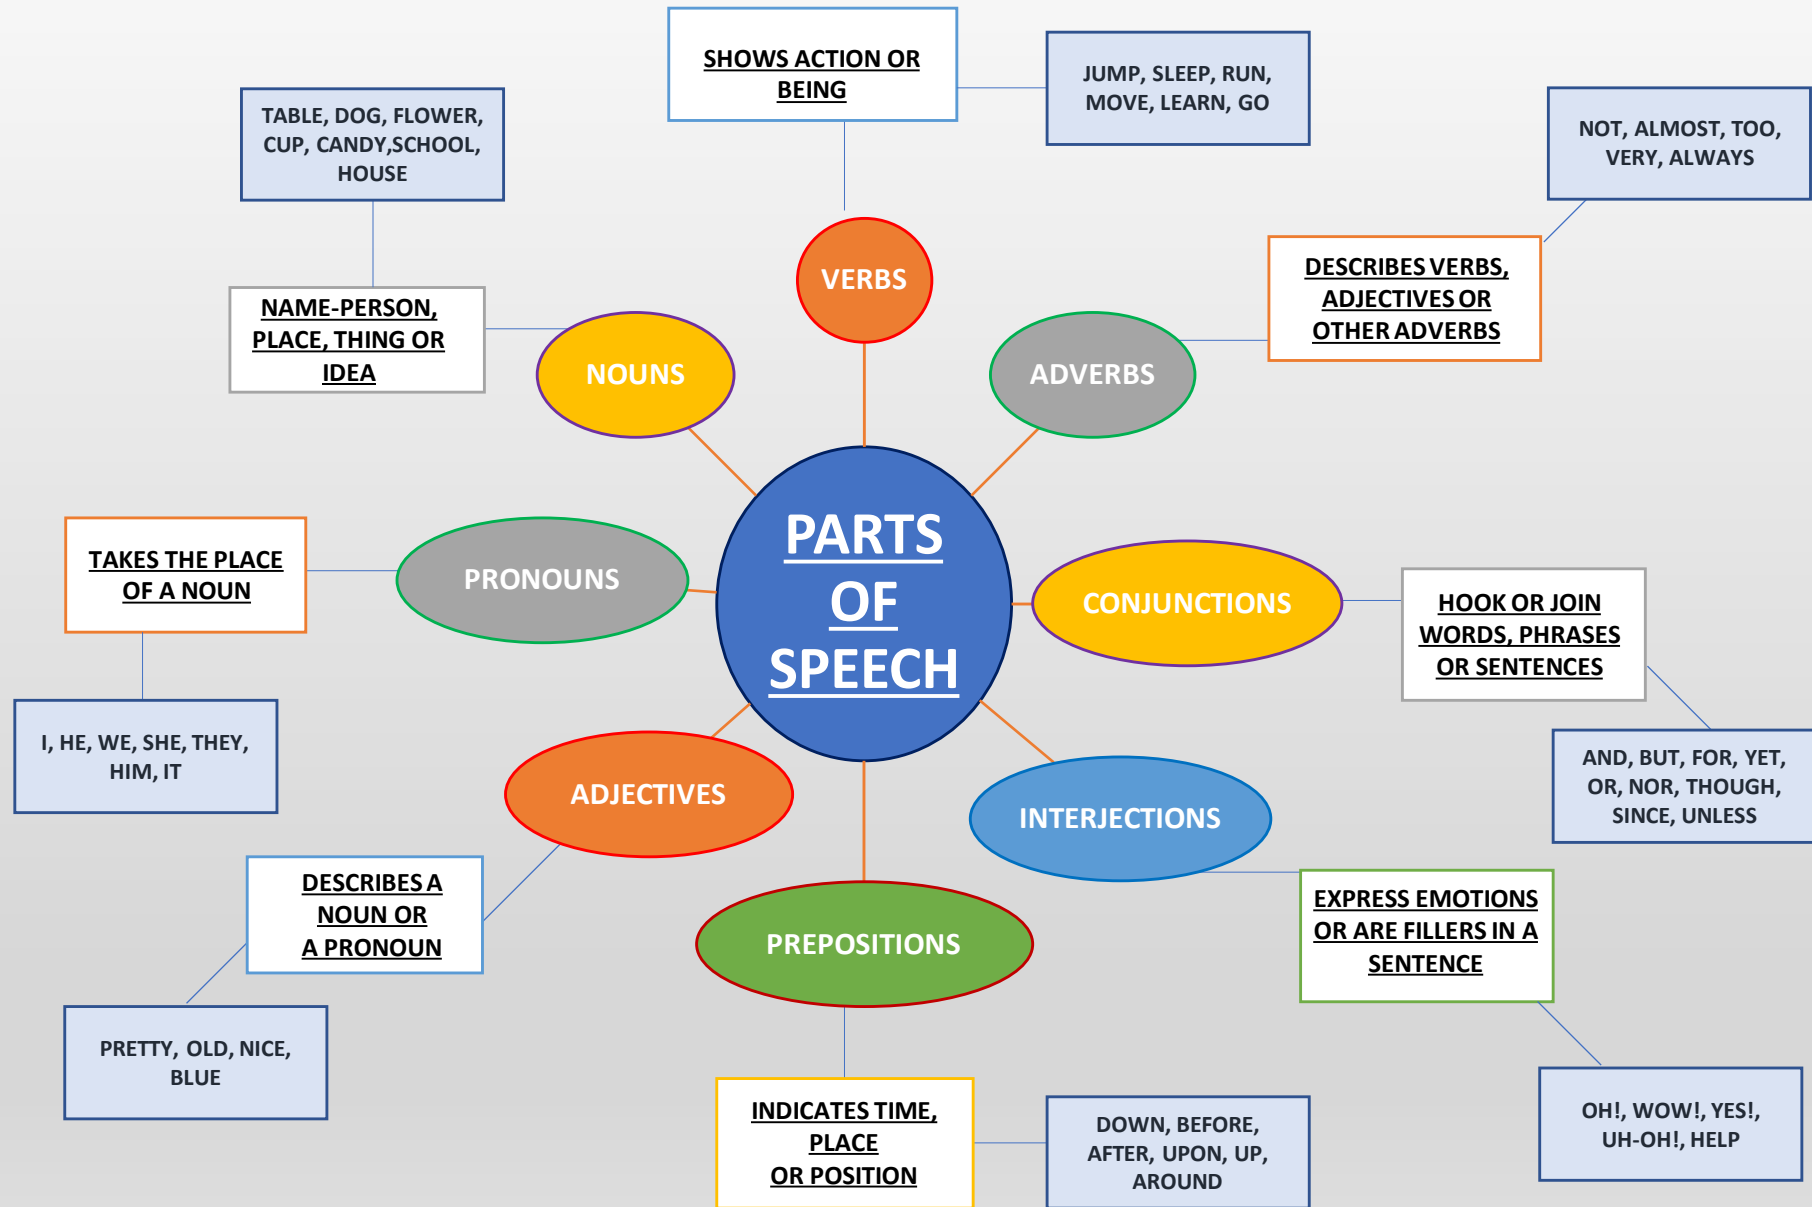 PARTS
OF
SPEECH
VERBS
SHOWS ACTION OR
BEING
JUMP, SLEEP, RUN,
MOVE, LEARN, GO
ADVERBS
DESCRIBES VERBS,
ADJECTIVES OR
OTHER ADVERBS
NOT, ALMOST, TOO,
VERY, ALWAYS
CONJUNCTIONS
HOOK OR JOIN
WORDS, PHRASES
OR SENTENCES
AND, BUT, FOR, YET,
OR, NOR, THOUGH,
SINCE, UNLESS
INTERJECTIONS
EXPRESS EMOTIONS
OR ARE FILLERS IN A
SENTENCE
OH!, WOW!, YES!,
UH-OH!, HELP
PREPOSITIONS
INDICATES TIME,
PLACE
OR POSITION
DOWN, BEFORE,
AFTER, UPON, UP,
AROUND
ADJECTIVES
DESCRIBES A
NOUN OR
A PRONOUN
PRETTY, OLD, NICE,
BLUE
PRONOUNS
TAKES THE PLACE
OF A NOUN
I, HE, WE, SHE, THEY,
HIM, IT
NOUNS
NAME-PERSON,
PLACE, THING OR
IDEA
TABLE, DOG, FLOWER,
CUP, CANDY,SCHOOL,
HOUSE